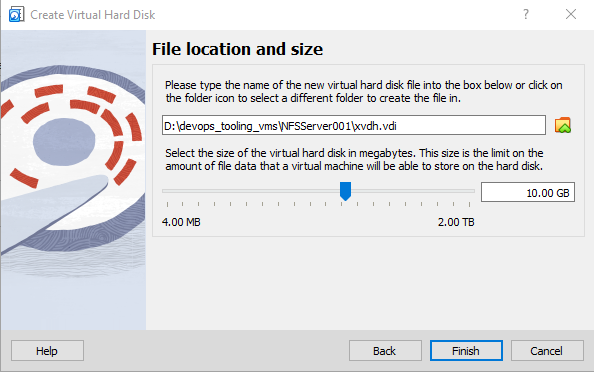 Create Virtual Hard Disk
?
File location and size
Please type the name of the new virtual hard disk file into the box below or click on
the folder icon to select a different folder to create the file in.
D:\devops_tooling_vms\NFSServer001\xvdh.vdi
Select the size of the virtual hard disk in megabytes. This size is the limit on the
amount of file data that a virtual machine will be able to store on the hard disk.
10.00 GB
4.00 MB 2.00 TB
Help Back Finish Cancel